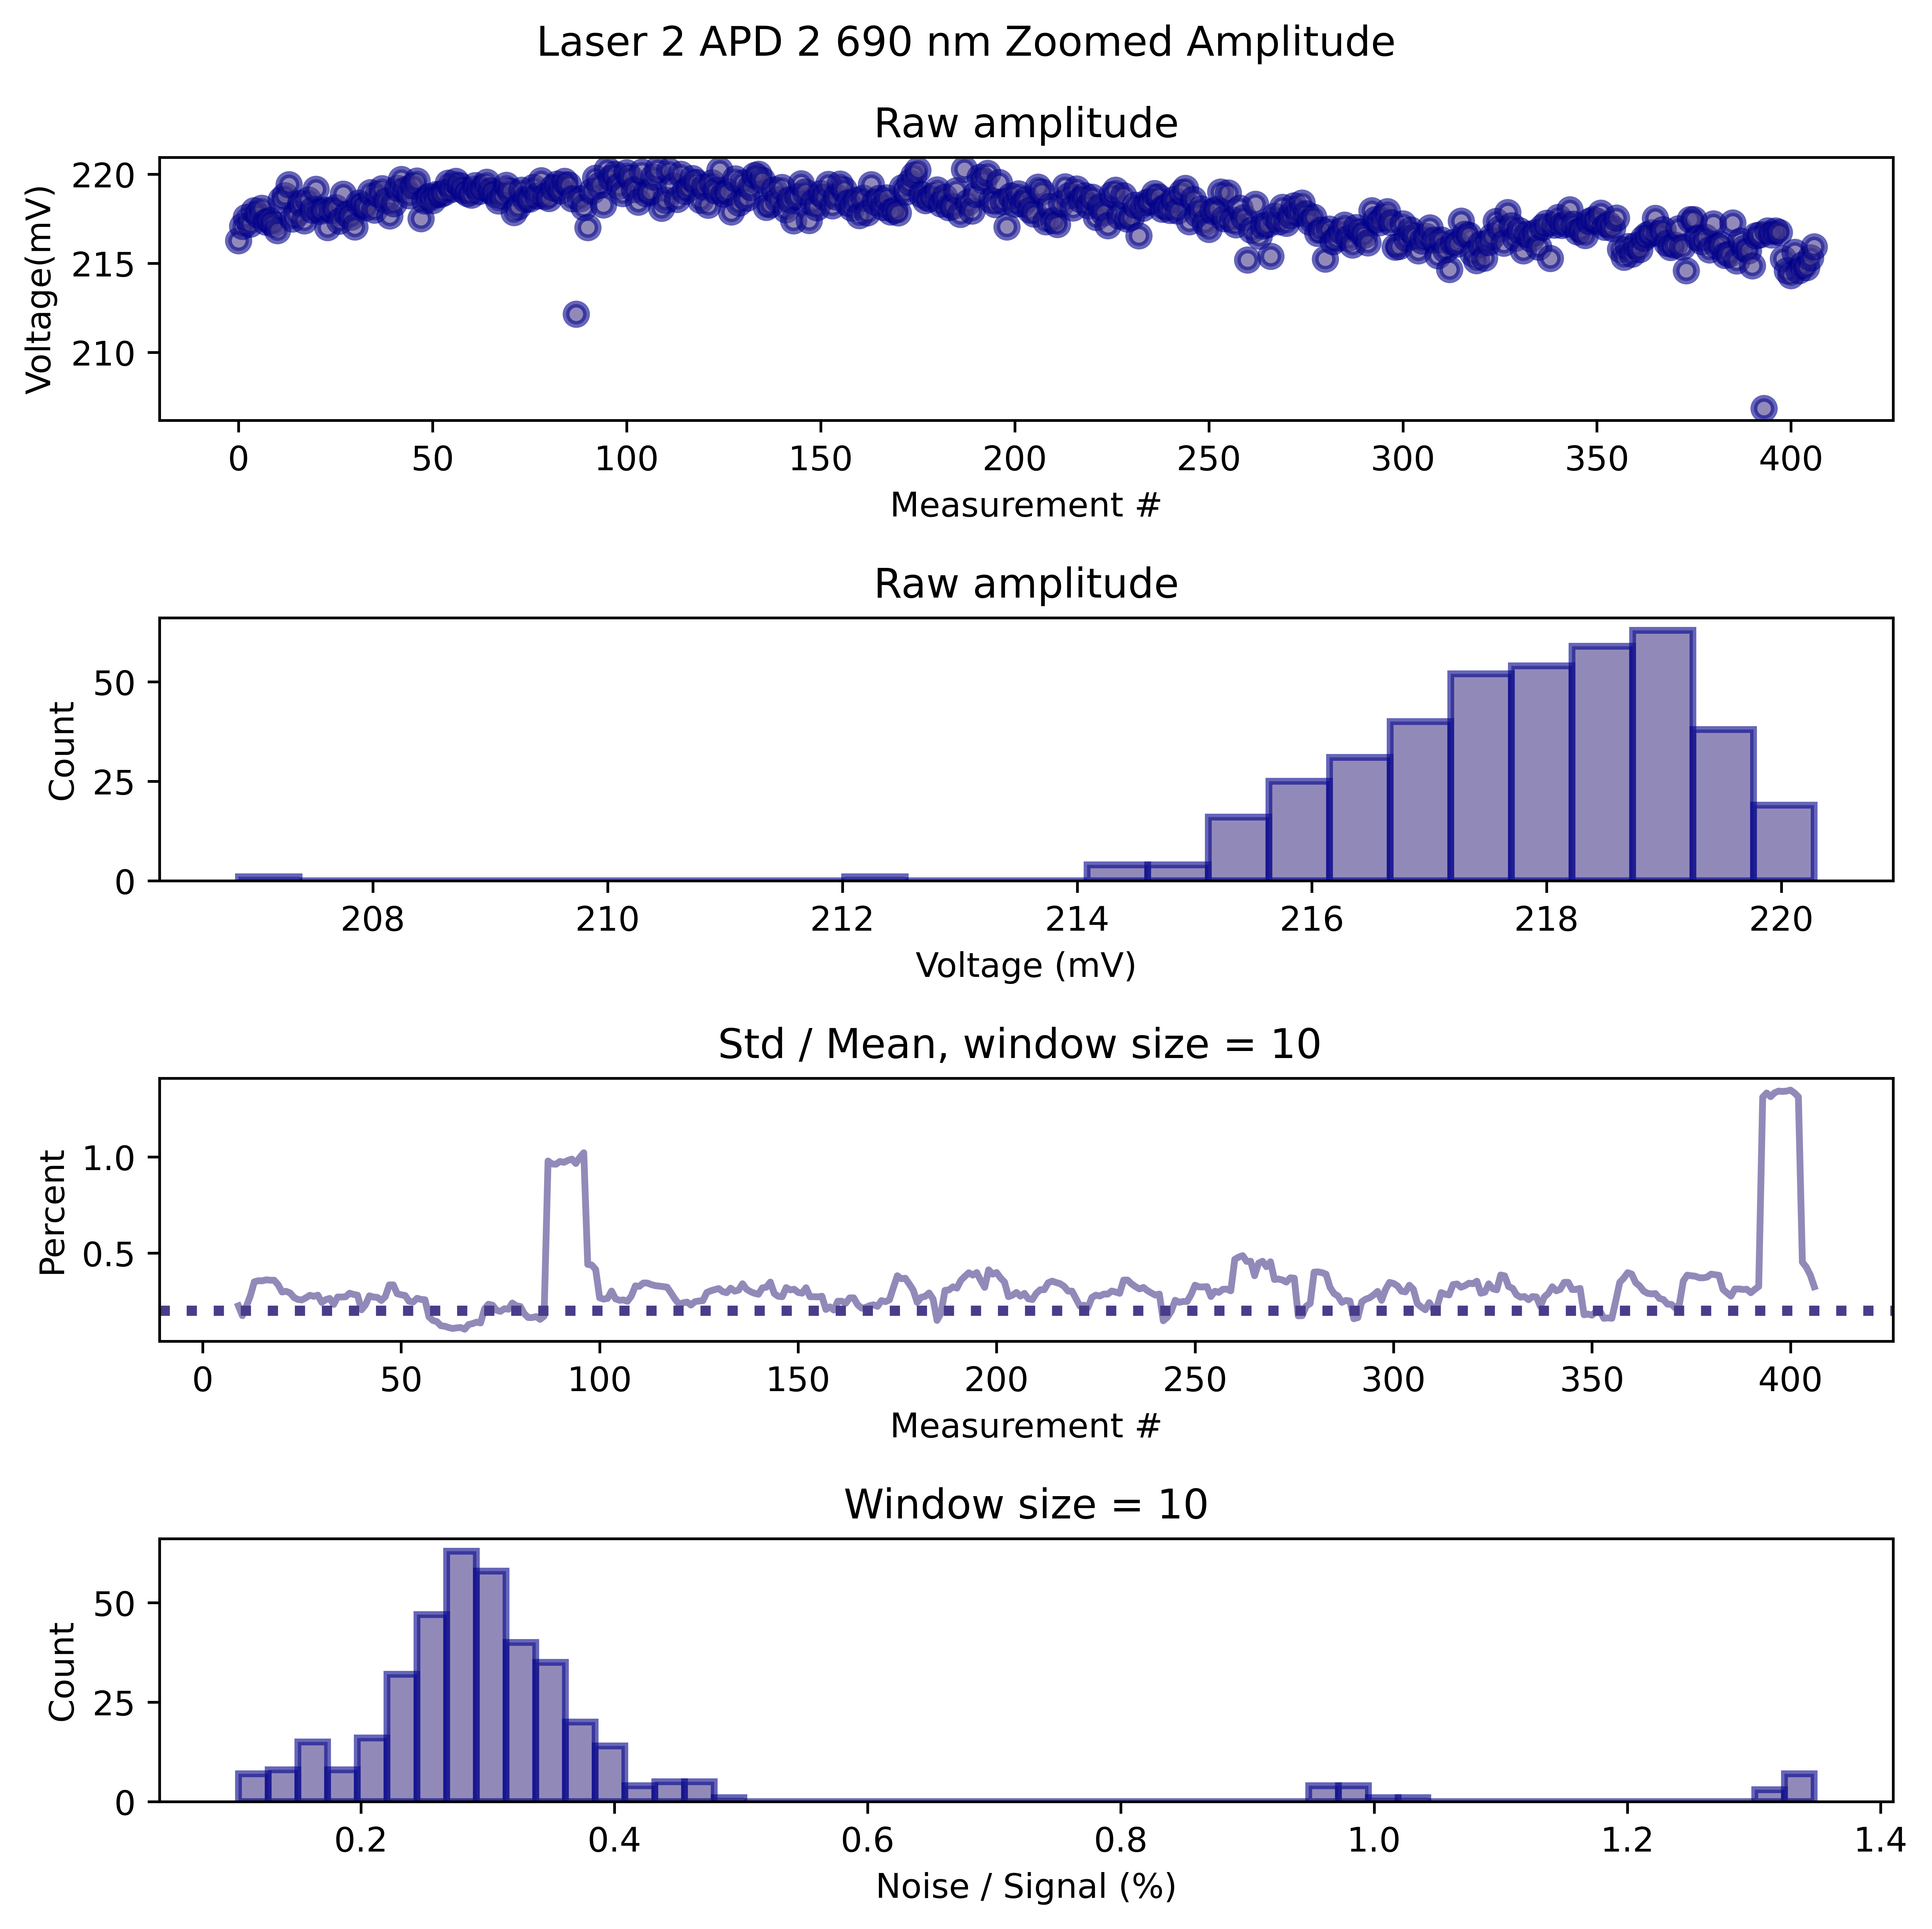 Laser 2 APD 2 690 nm Zoomed Amplitude
Raw amplitude
Voltage(mV)
220
215
210
0 50 100 150 200 250 300 350 400
Measurement #
Raw amplitude
Count
50
25
0
208 210 212 214 216 218 220
Voltage (mV)
Std / Mean, window size = 10
Percent
1.0
0.5
0 50 100 150 200 250 300 350 400
Measurement #
Window size = 10
Count
50
25
0
0.2 0.4 0.6 0.8 1.0 1.2 1.4
Noise / Signal (%)